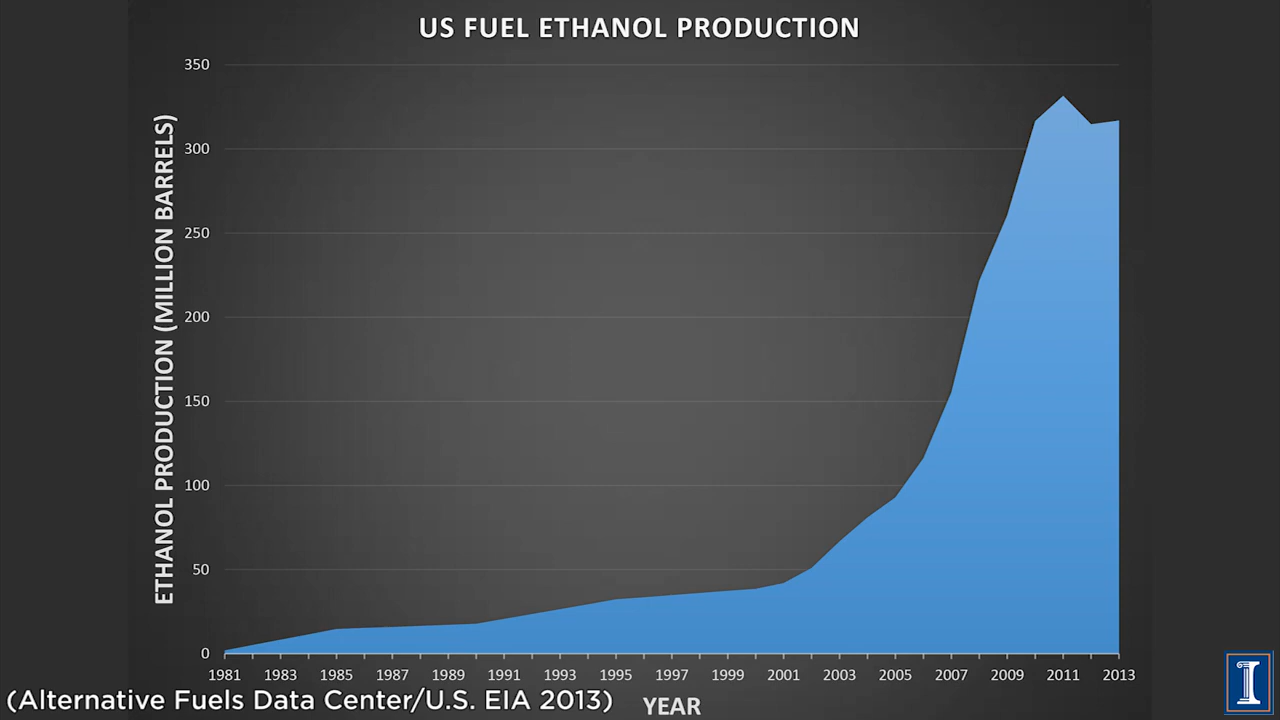 US FUEL ETHANOL PRODUCTION
ETHANOL PRODUCTION (MILLION BARRELS)
350
300
250
200
150
100
50
0
1981 1983 1985 1987 1989 1991 1993 1995 1997 1999 2001 2003 2005 2007 2009 2011 2013
YEAR
(Alternative Fuels Data Center/U.S. EIA 2013)
I